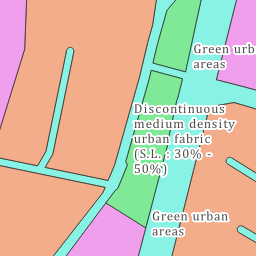 Green urb
areas
Discontinuous
medium density
urban fabric
(S.L. : 30% -
50%)
Green urban
areas